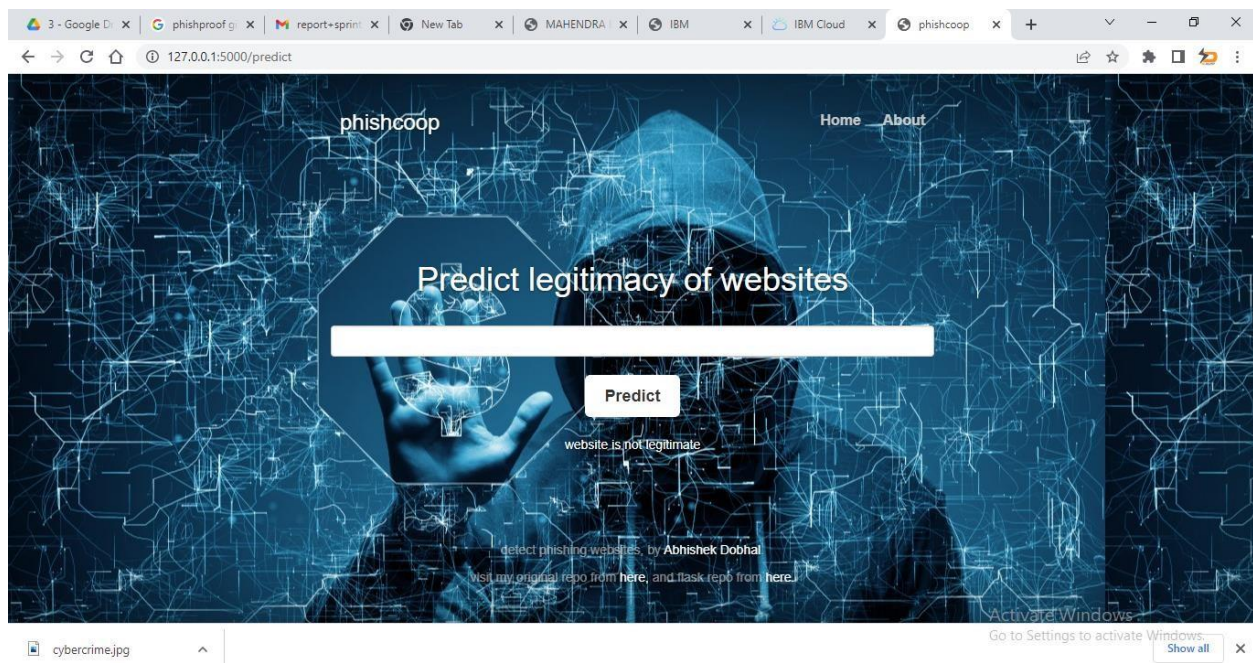 3 - Google Dr
phishproof gi
report+sprint
New Tab
MAHENDRA
IBM
IBM Cloud
phishcoop
127.0.0.1:5000/predict
phishcoop
Home
About
Predict legitimacy of websites
Predict
website is not legitimate
detect phishing websites, by Abhishek Dobhal
visit my original repo from here, and flask repo from here.
Activate Windows
Go to Settings to activate Windows.
cybercrime.jpg
Show all